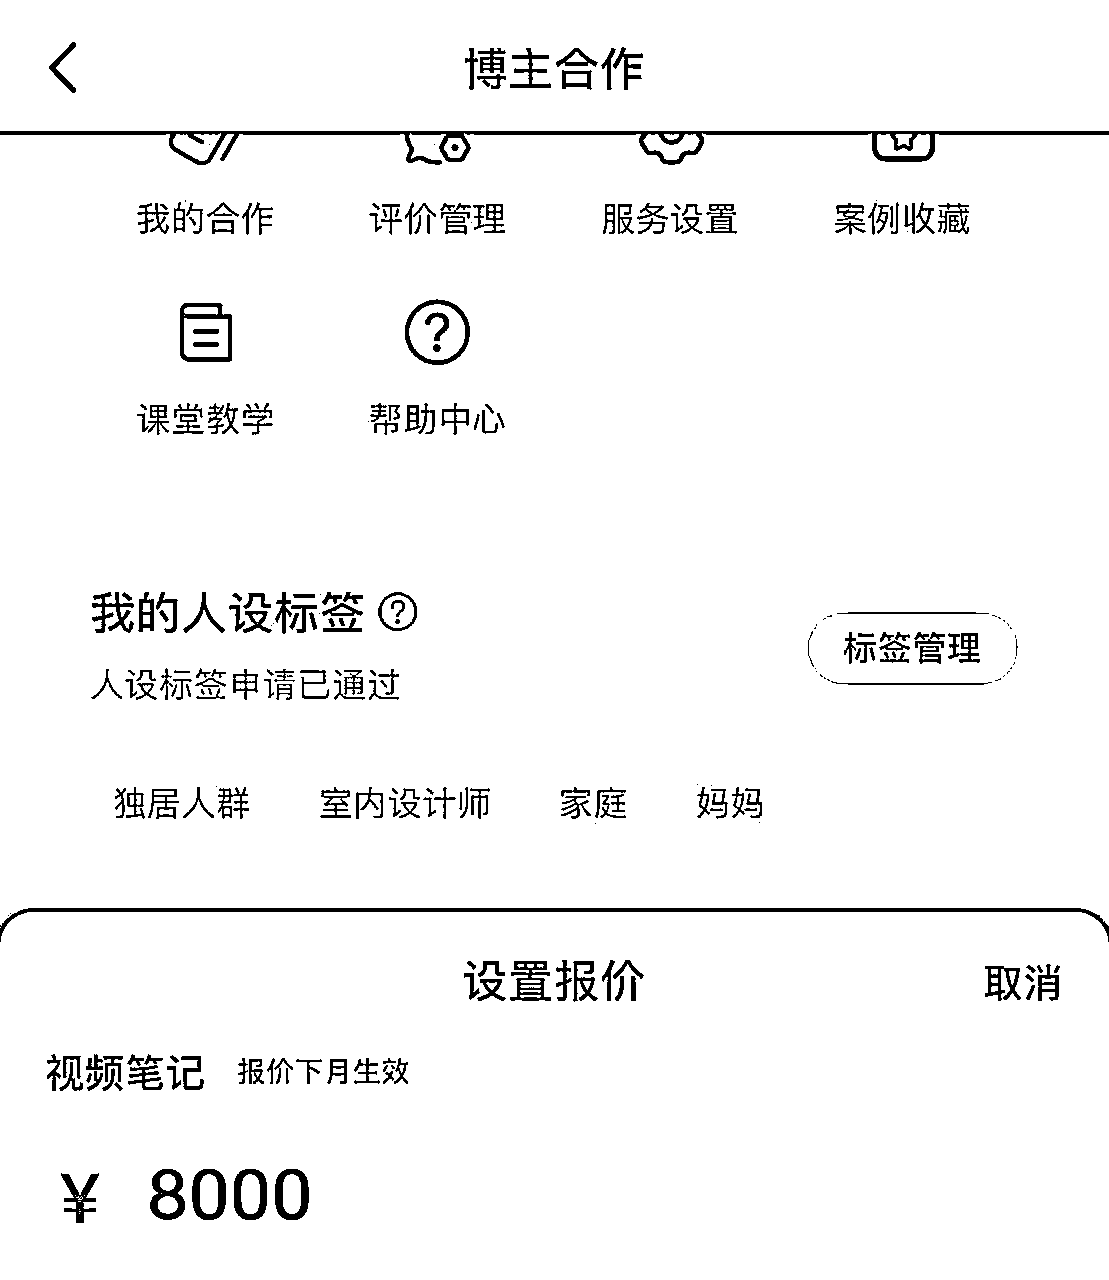 博主合作
我的合作 评价管理 服务设置 案例收藏
课堂教学 帮助中心
我的人设标签
标签管理
人设标签申请已通过
独居人群 室内设计师 家庭 妈妈
设置报价 取消
视频笔记 报价下月生效
¥ 8000